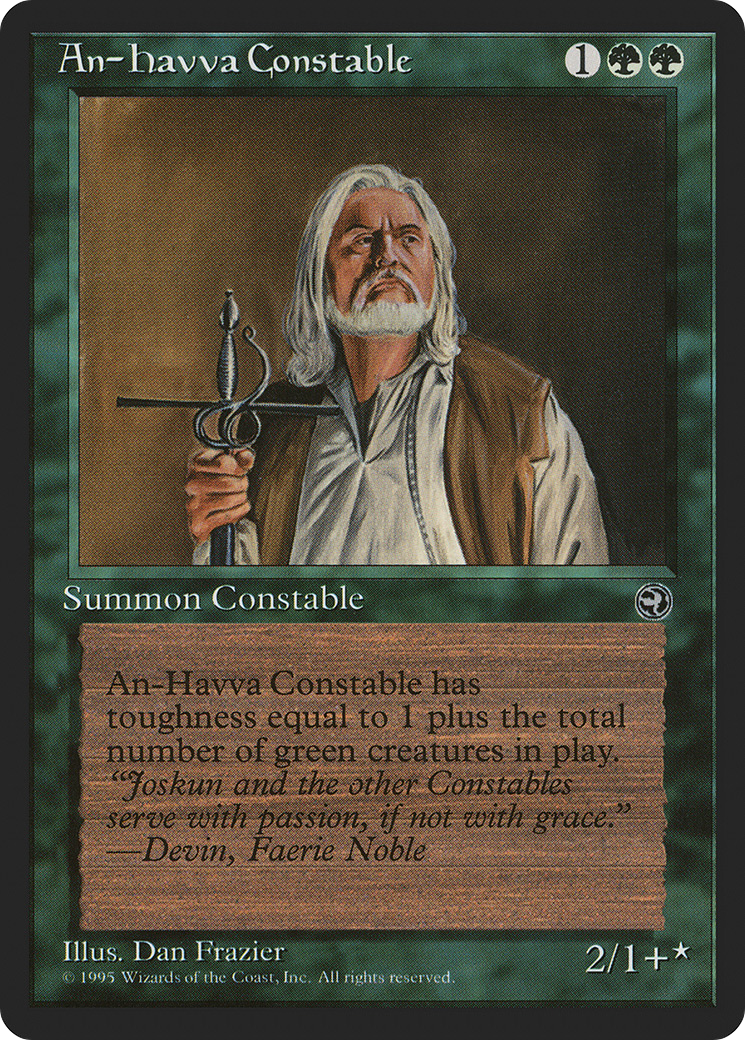 An-Havva Constable 1
Summon Constable
An-Havva Constable has
toughness equal to 1 plus the total
number of green creatures in play.
“Joskun and the other Constables
serve with passion, if not with grace.”
—Devin, Faerie Noble
Illus. Dan Frazier
2/1+★
© 1995 Wizards of the Coast, Inc. All rights reserved.